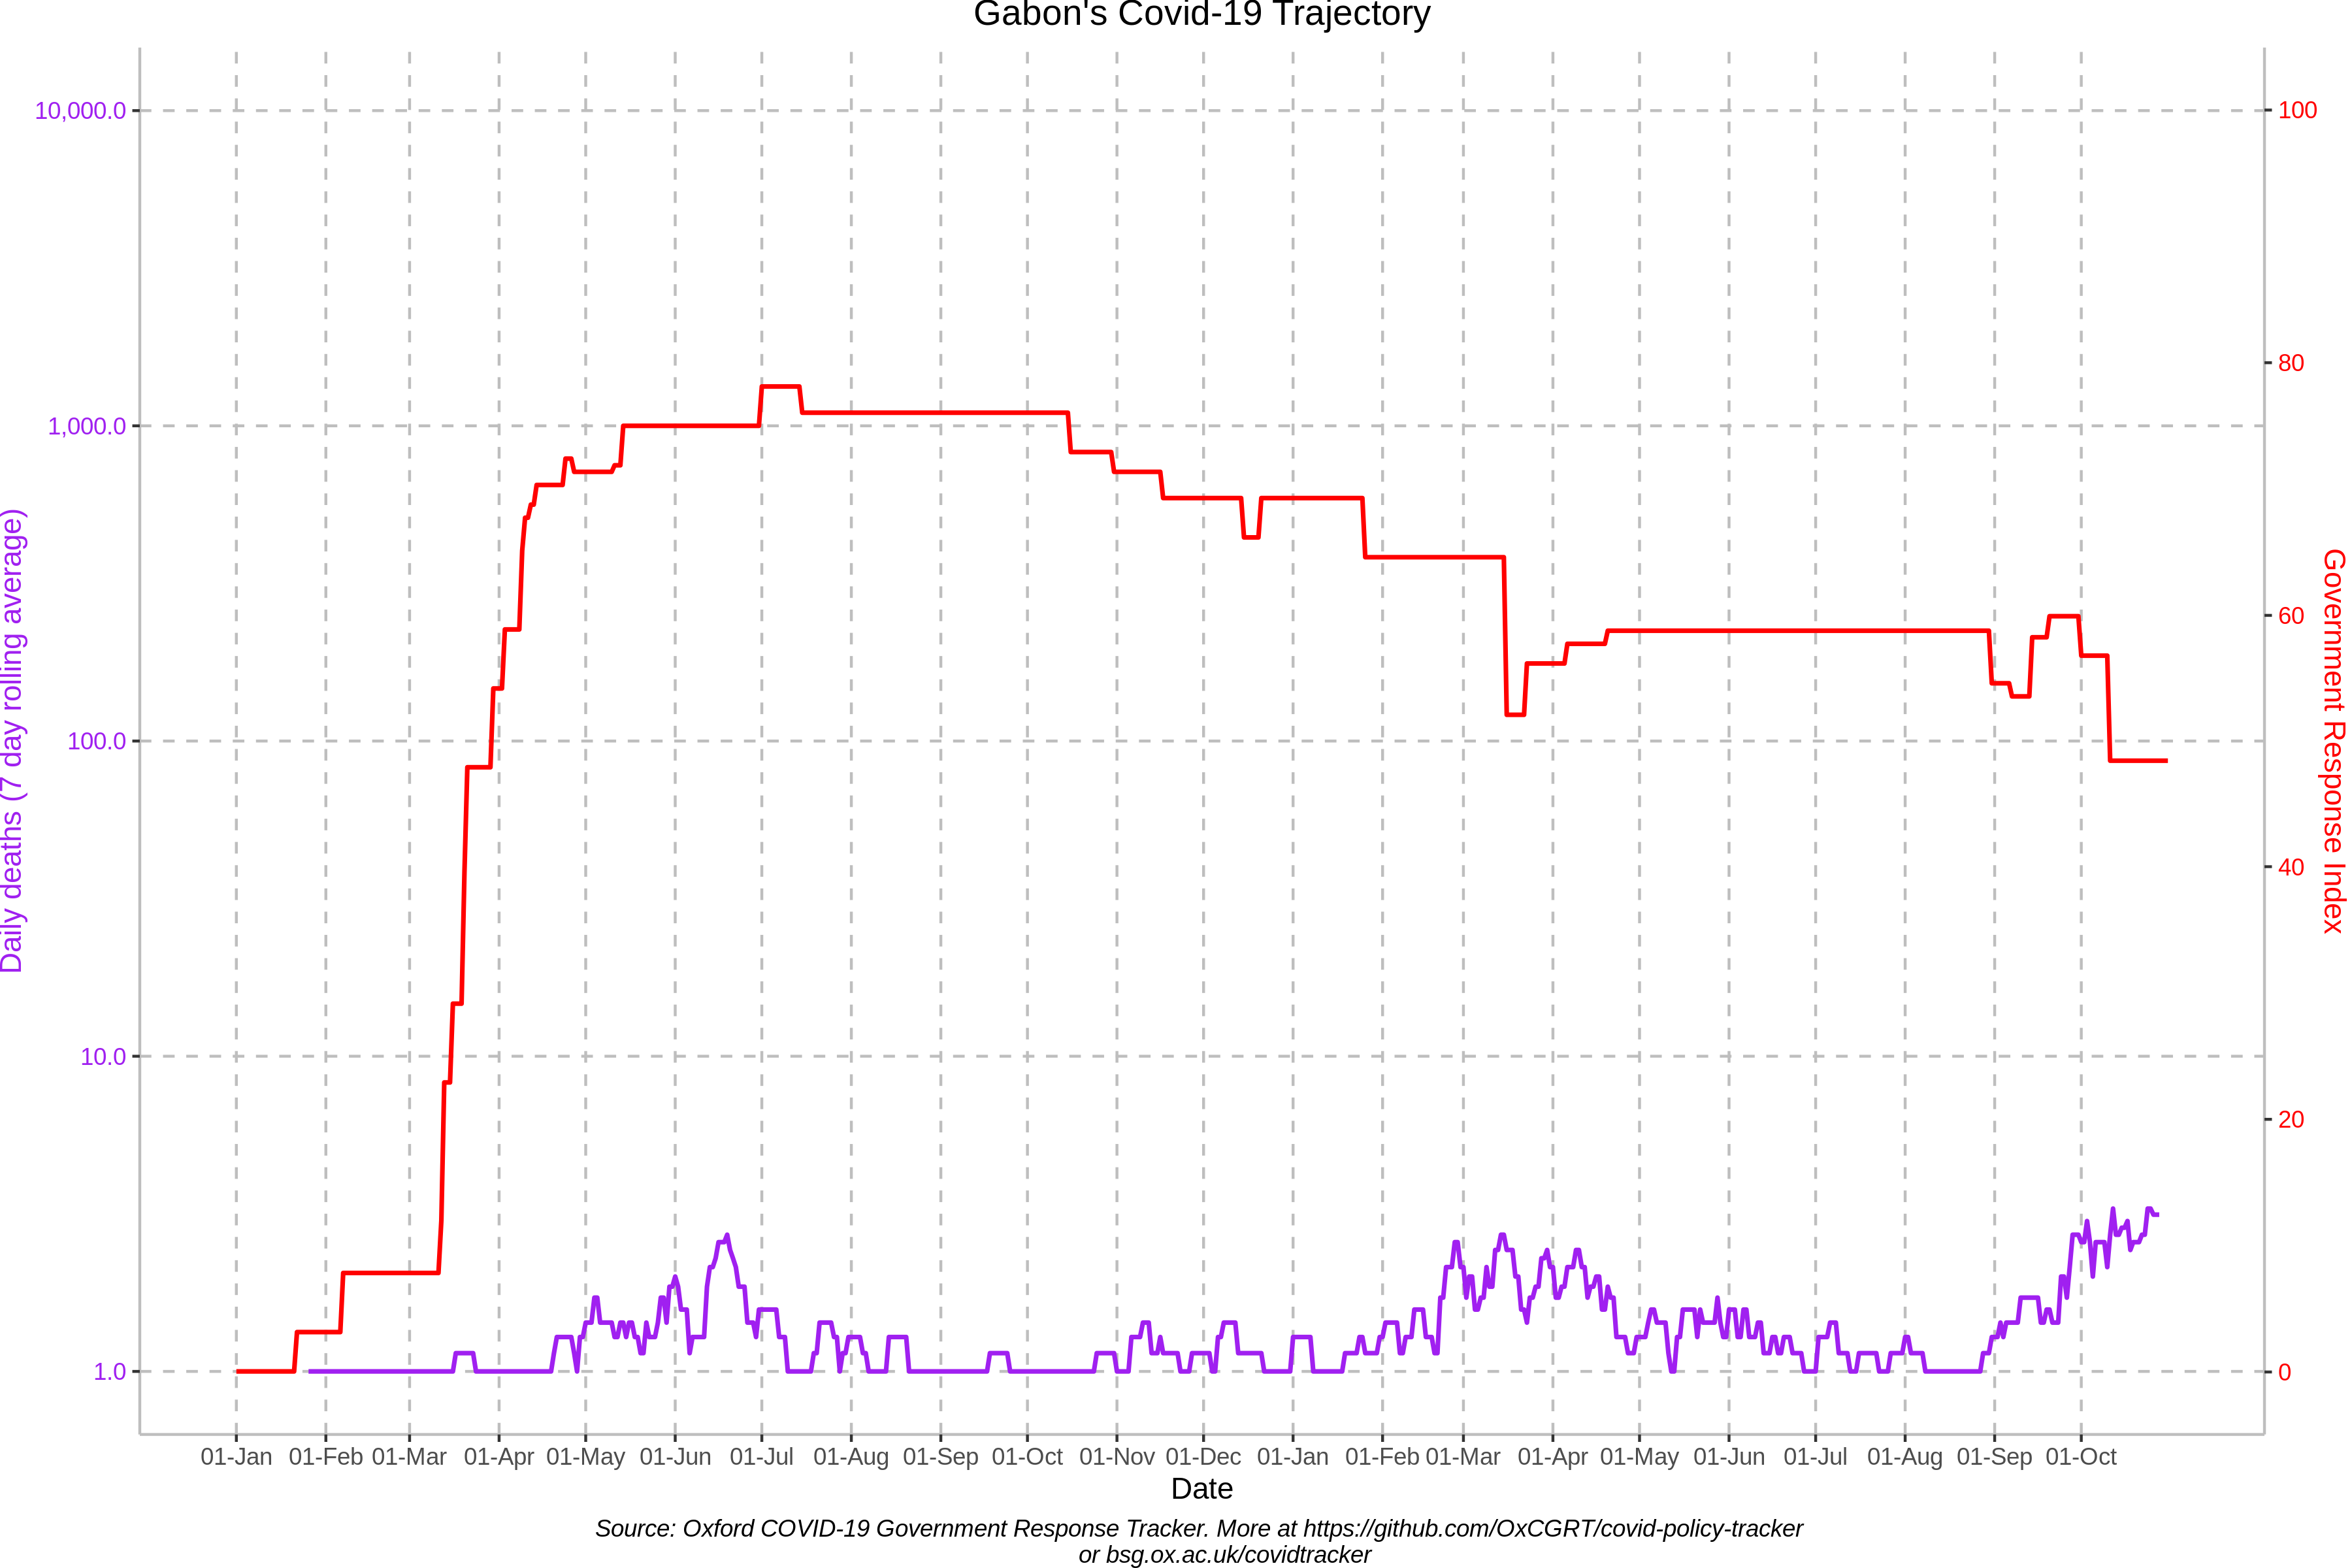 Gabon's Covid-19 Trajectory
10,000.0
1,000.0
100.0
10.0
1.0
Daily deaths (7 day rolling average)
100
80
60
40
20
0
Government Response Index
01-Jan 01-Feb 01-Mar 01-Apr 01-May 01-Jun 01-Jul 01-Aug 01-Sep 01-Oct 01-Nov 01-Dec 01-Jan 01-Feb 01-Mar 01-Apr 01-May 01-Jun 01-Jul 01-Aug 01-Sep 01-Oct
Date
Source: Oxford COVID-19 Government Response Tracker. More at https://github.com/OxCGRT/covid-policy-tracker
or bsg.ox.ac.uk/covidtracker